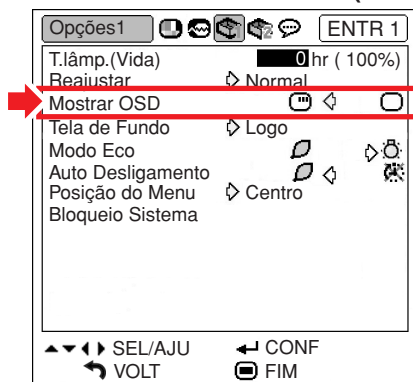 Opções1 ENTR 1
T.lâmp.(Vida) 0 hr ( 100%)
Reajustar Normal
Mostrar OSD
Tela de Fundo Logo
Modo Eco
Auto Desligamento
Posição do Menu Centro
Bloqueio Sistema
SEL/AJU CONF
VOLT FIM